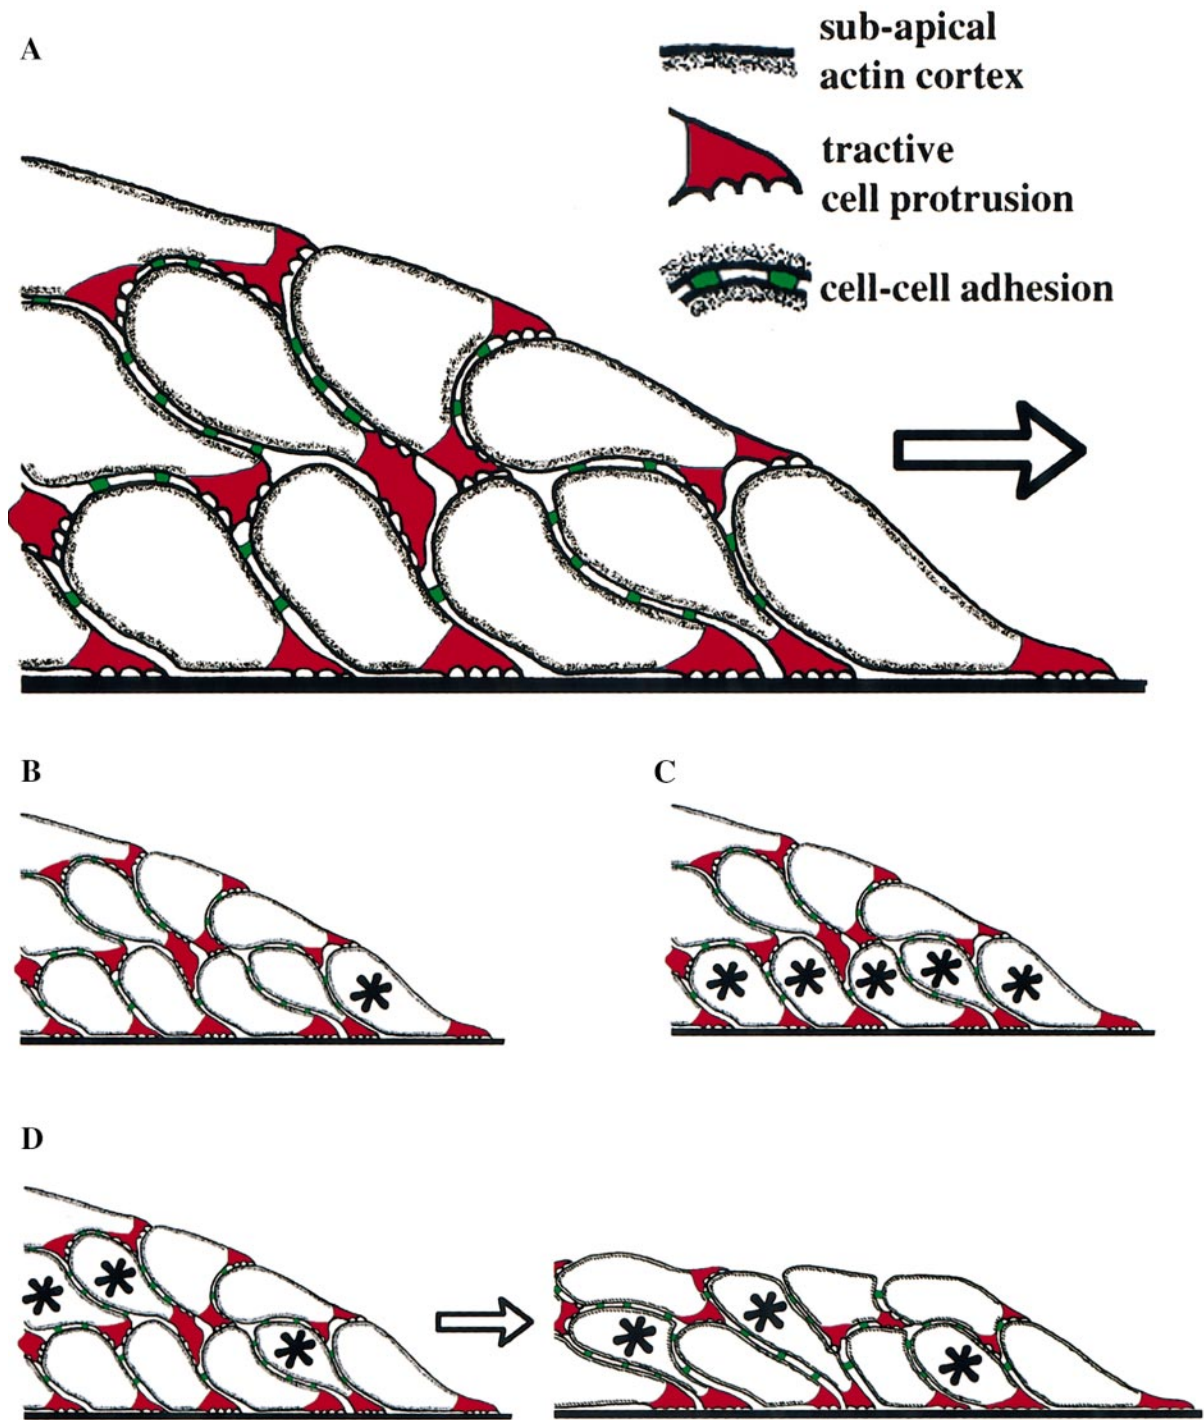 A
sub-apical
actin cortex
tractive
cell protrusion
cell-cell adhesion
B
C
D